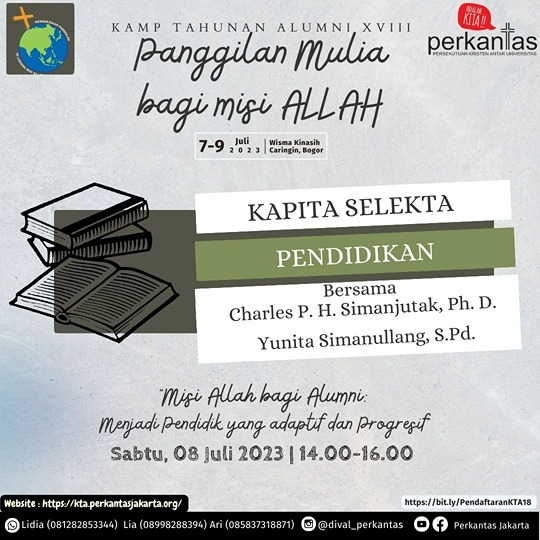 KAMP TAHUNAN ALUMNI XVIII
Panggilan Mulia
bagi misi ALLAH
ADALAH KITA!!
perkantas
PERSEKUTUAN KRISTEN ANTAR UNIVERSITAS
7-9 Juli 2023 Wisma Kinasih Caringin, Bogor
KAPITA SELEKTA
PENDIDIKAN
Bersama
Charles P. H. Simanjutak, Ph. D.
Yunita Simanullang, S.Pd.
"Misi Allah bagi Alumni:
Menjadi Pendidik yang adaptif dan Progresif
Sabtu, 08 Juli 2023 | 14.00-16.00
Website : https://kta.perkantasjakarta.org/
https://bit.ly/PendaftaranKTA18
Lidia (081282853344) Lia (08998288394) Ari (085837318871) @dival_perkantas Perkantas Jakarta